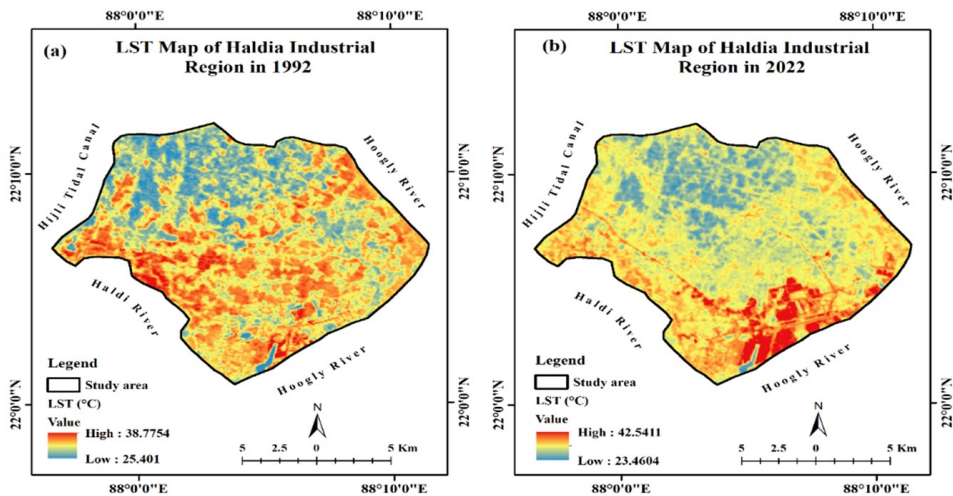 88°0'0"E 88°10'0"E
(a) LST Map of Haldia Industrial
Region in 1992
Hijli Tidal Canal
Hoogly River
22°10'0"N
22°10'0"N
Haldi River
Hoogly River
22°0'0"N
22°0'0"N
Legend
Study area
LST (°C)
Value
High : 38.7754
Low : 25.401
N
5 2.5 0 5 Km
88°0'0"E 88°10'0"E
88°0'0"E 88°10'0"E
(b) LST Map of Haldia Industrial
Region in 2022
Hijli Tidal Canal
Hoogly River
22°10'0"N
22°10'0"N
Haldi River
Hoogly River
22°0'0"N
22°0'0"N
Legend
Study area
LST (°C)
Value
High : 42.5411
Low : 23.4604
N
5 2.5 0 5 Km
88°0'0"E 88°10'0"E